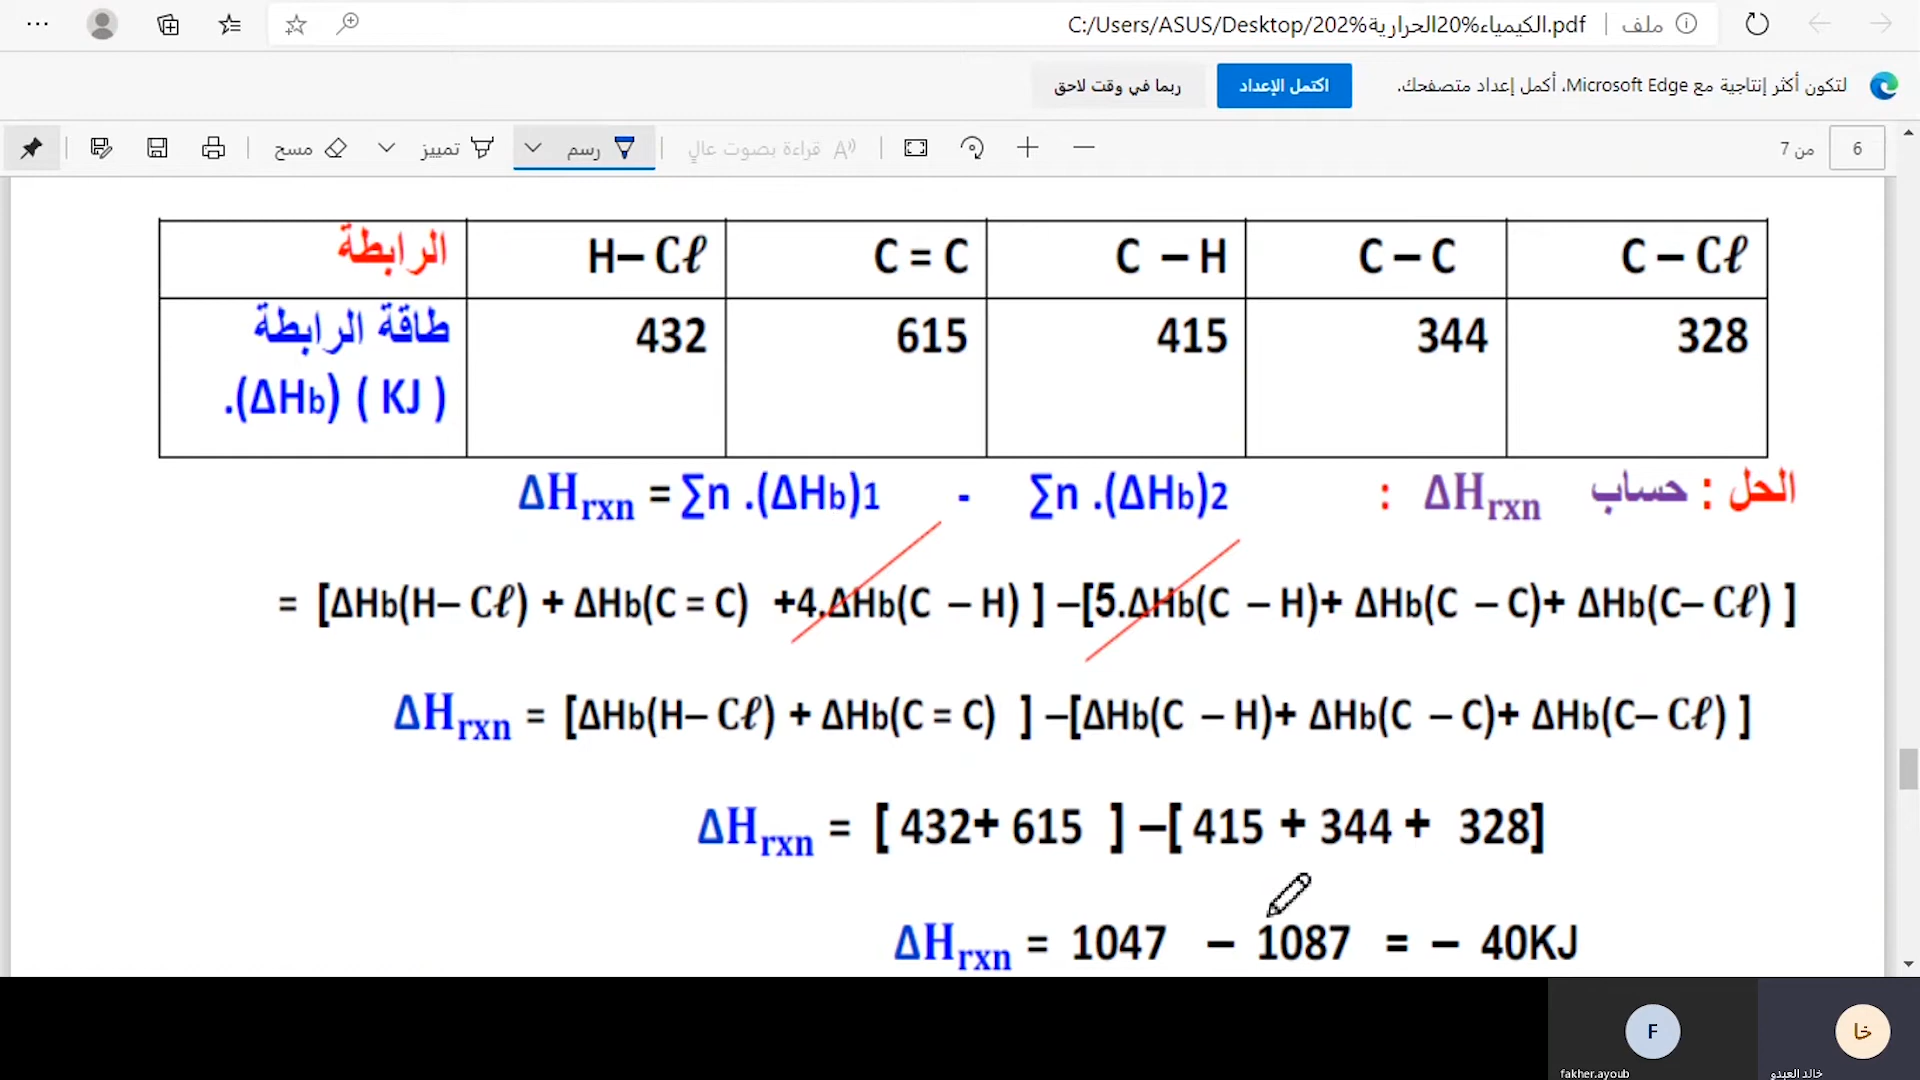 C:/Users/ASUS/Desktop/202%الكيمياء%20الحرارية.pdf | ملف
لتكون أكثر إنتاجية مع Microsoft Edge، أكمل إعداد متصفحك. اكتمل الإعداد ربما في وقت لاحق
6 من 7 قراءة بصوت عالٍ رسم تمييز مسح
الرابطة H– Cℓ C = C C – H C – C C – Cℓ
طاقة الرابطة 432 615 415 344 328
.(ΔHb) ( KJ )
الحل : حساب ΔHrxn : ΔHrxn = ∑n .(ΔHb)1 - ∑n .(ΔHb)2
= [ΔHb(H– Cℓ) + ΔHb(C = C) +4.ΔHb(C – H) ] –[5.ΔHb(C – H)+ ΔHb(C – C)+ ΔHb(C– Cℓ) ]
ΔHrxn = [ΔHb(H– Cℓ) + ΔHb(C = C) ] –[ΔHb(C – H)+ ΔHb(C – C)+ ΔHb(C– Cℓ) ]
ΔHrxn = [ 432+ 615 ] –[ 415 + 344 + 328]
ΔHrxn = 1047 – 1087 = – 40KJ
F
خا
fakher.ayoub
خالد العبدو